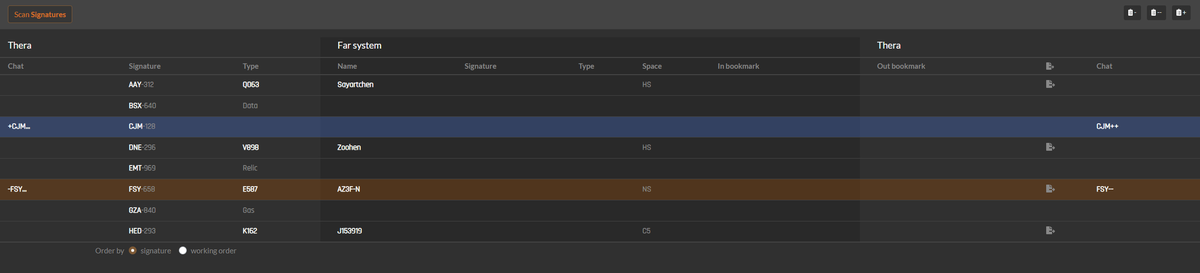 Scan Signatures - -- +
Thera Far system Thera
Chat Signature Type Name Signature Type Space In bookmark Out bookmark Chat
AAY-312 Q063 Sayartchen HS
BSX-640 Data
+CJM... CJM-128 CJM++
DNE-296 V898 Zoohen HS
EMT-969 Relic
-FSY... FSY-658 E587 AZ3F-N NS FSY--
GZA-840 Gas
HED-293 K162 J153919 C5
Order by signature working order